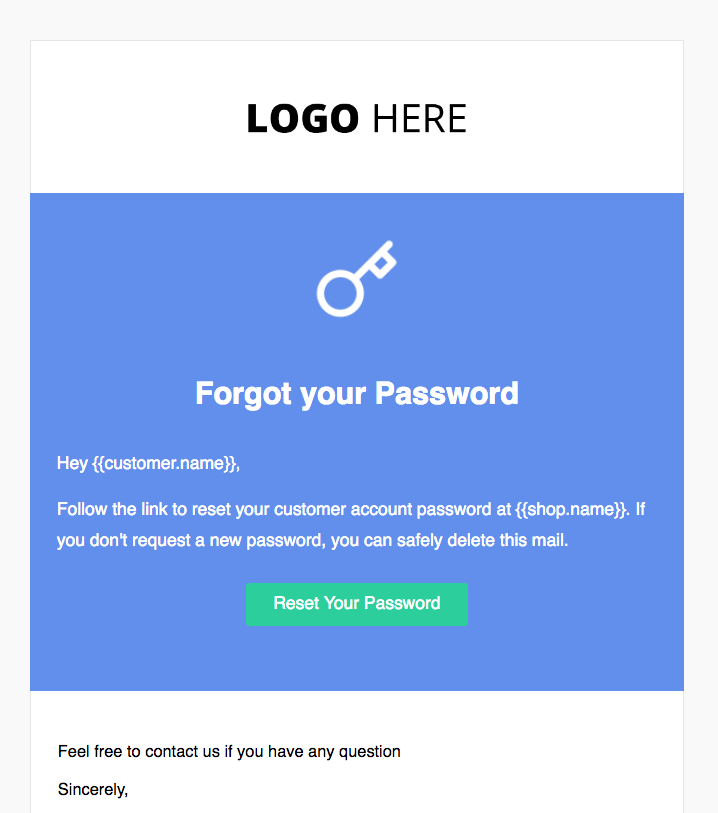 LOGO HERE
Forgot your Password
Hey {{customer.name}},
Follow the link to reset your customer account password at {{shop.name}}. If
you don't request a new password, you can safely delete this mail.
Reset Your Password
Feel free to contact us if you have any question
Sincerely,